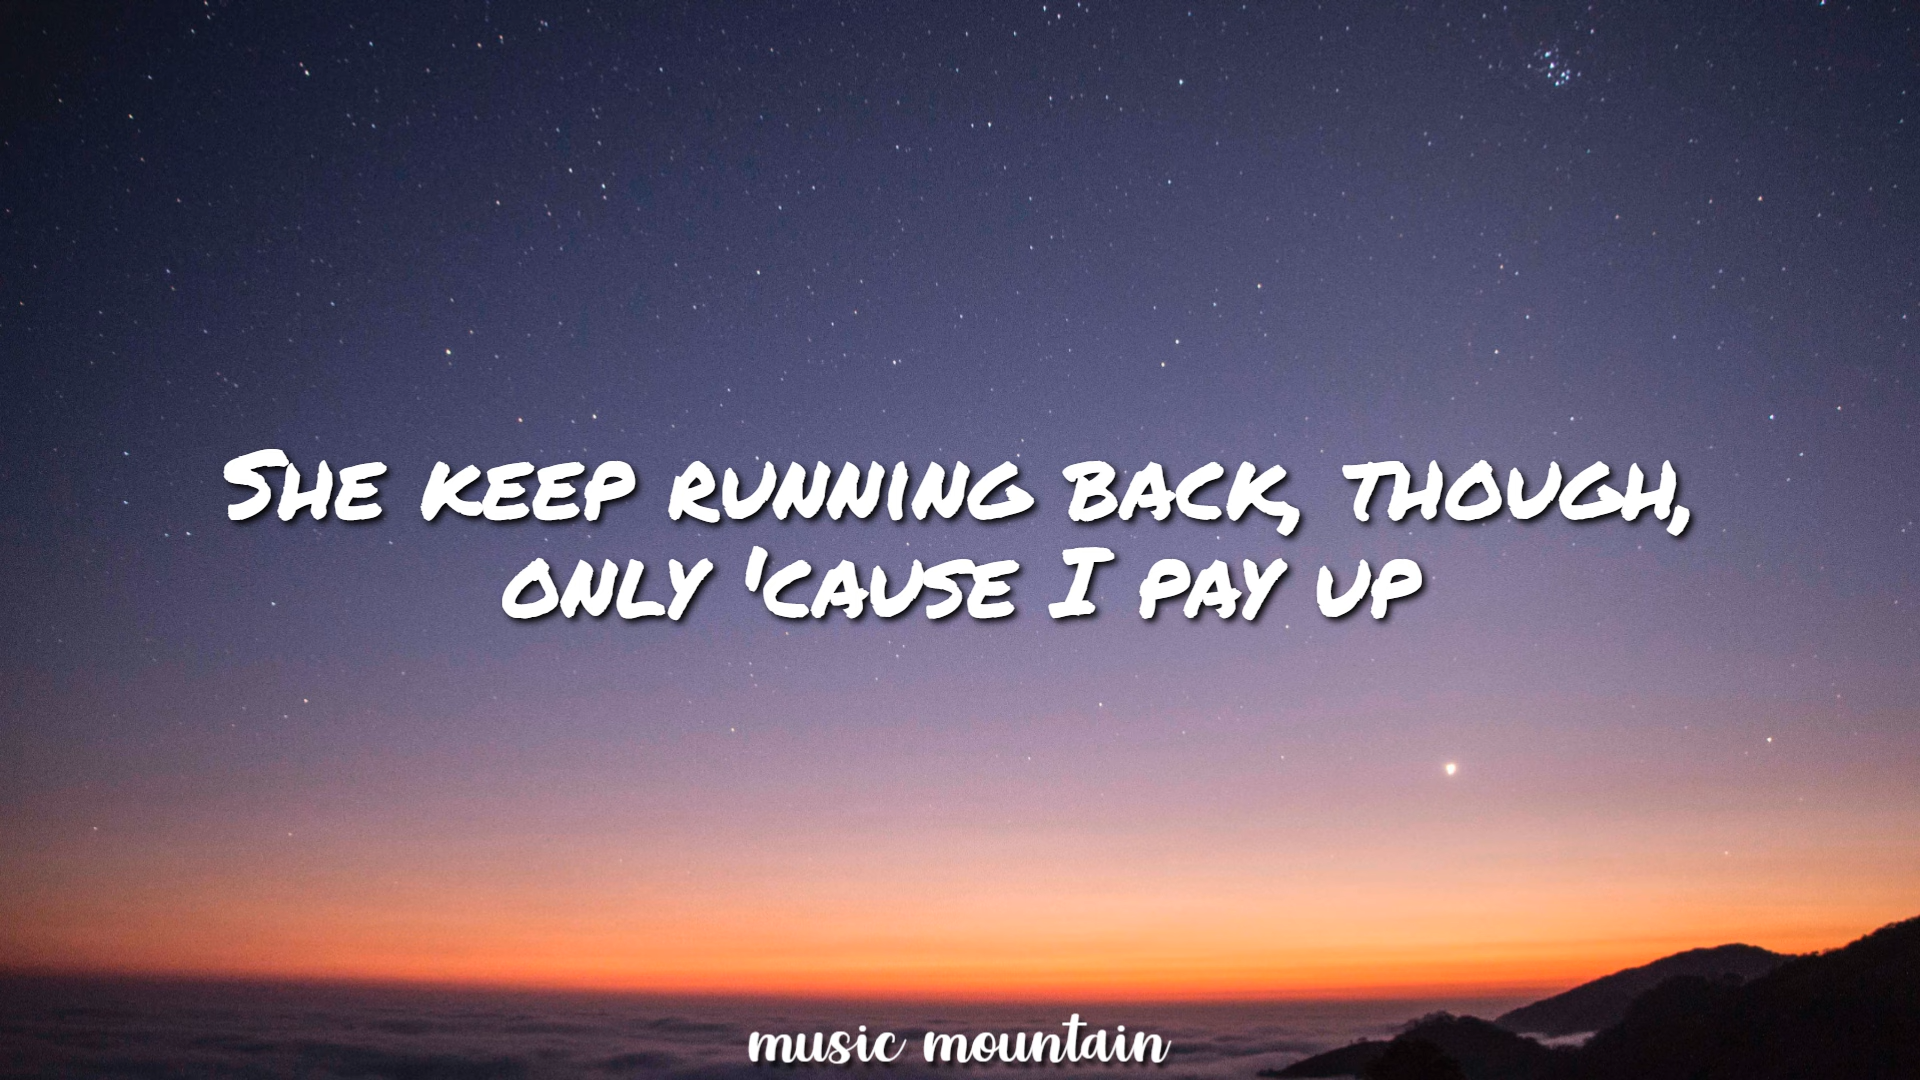 She keep running back, though,
only 'cause I pay up
music mountain